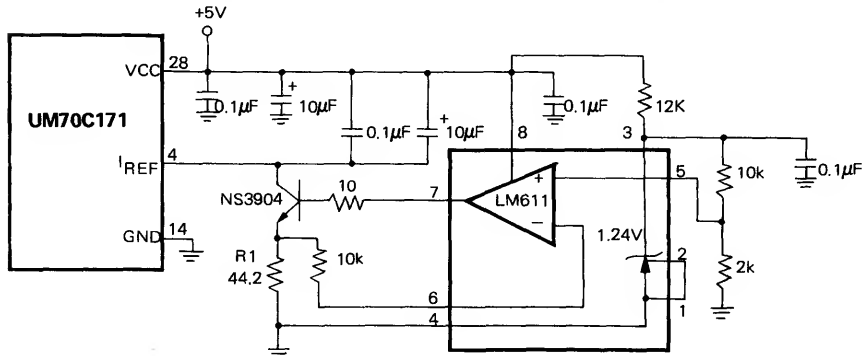 +5V
VCC 28
0.1μF
+
10μF
0.1μF
+
10μF
0.1μF
12K
UM70C171
8
3
IREF 4
5
10k
0.1μF
NS3904
10
7
+
LM611
−
1.24V
GND 14
2
2k
R1
44.2
10k
6
4
1